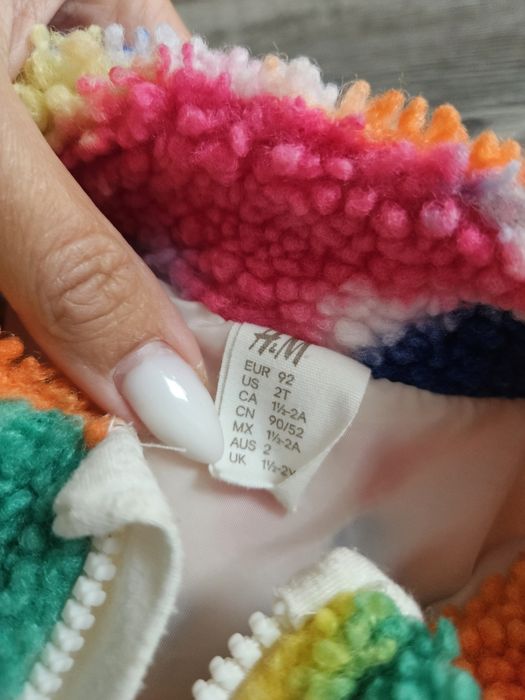 H&M
EUR 92
US 2T
CA 1½-2A
CN 90/52
MX 1½-2A
AUS 2
UK 1½-2Y